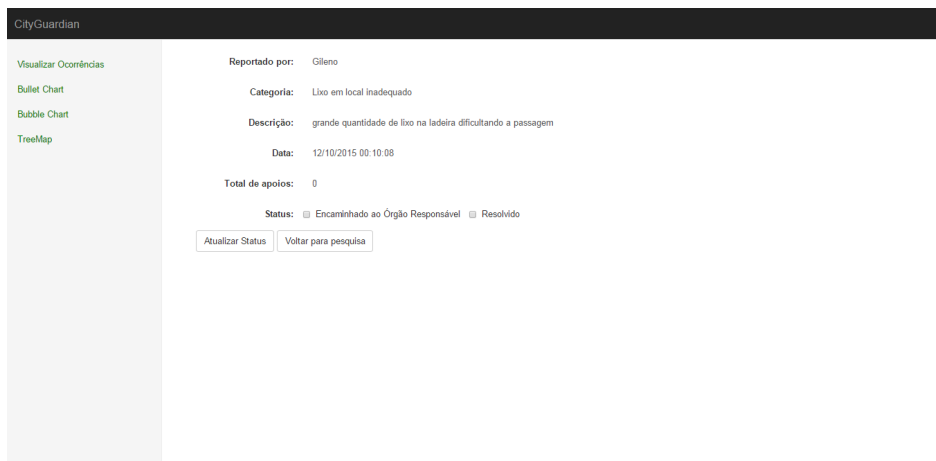 CityGuardian
Visualizar Ocorrências
Bullet Chart
Bubble Chart
TreeMap
Reportado por: Gileno
Categoria: Lixo em local inadequado
Descrição: grande quantidade de lixo na ladeira dificultando a passagem
Data: 12/10/2015 00:10:08
Total de apoios: 0
Status: Encaminhado ao Órgão Responsável Resolvido
Atualizar Status Voltar para pesquisa